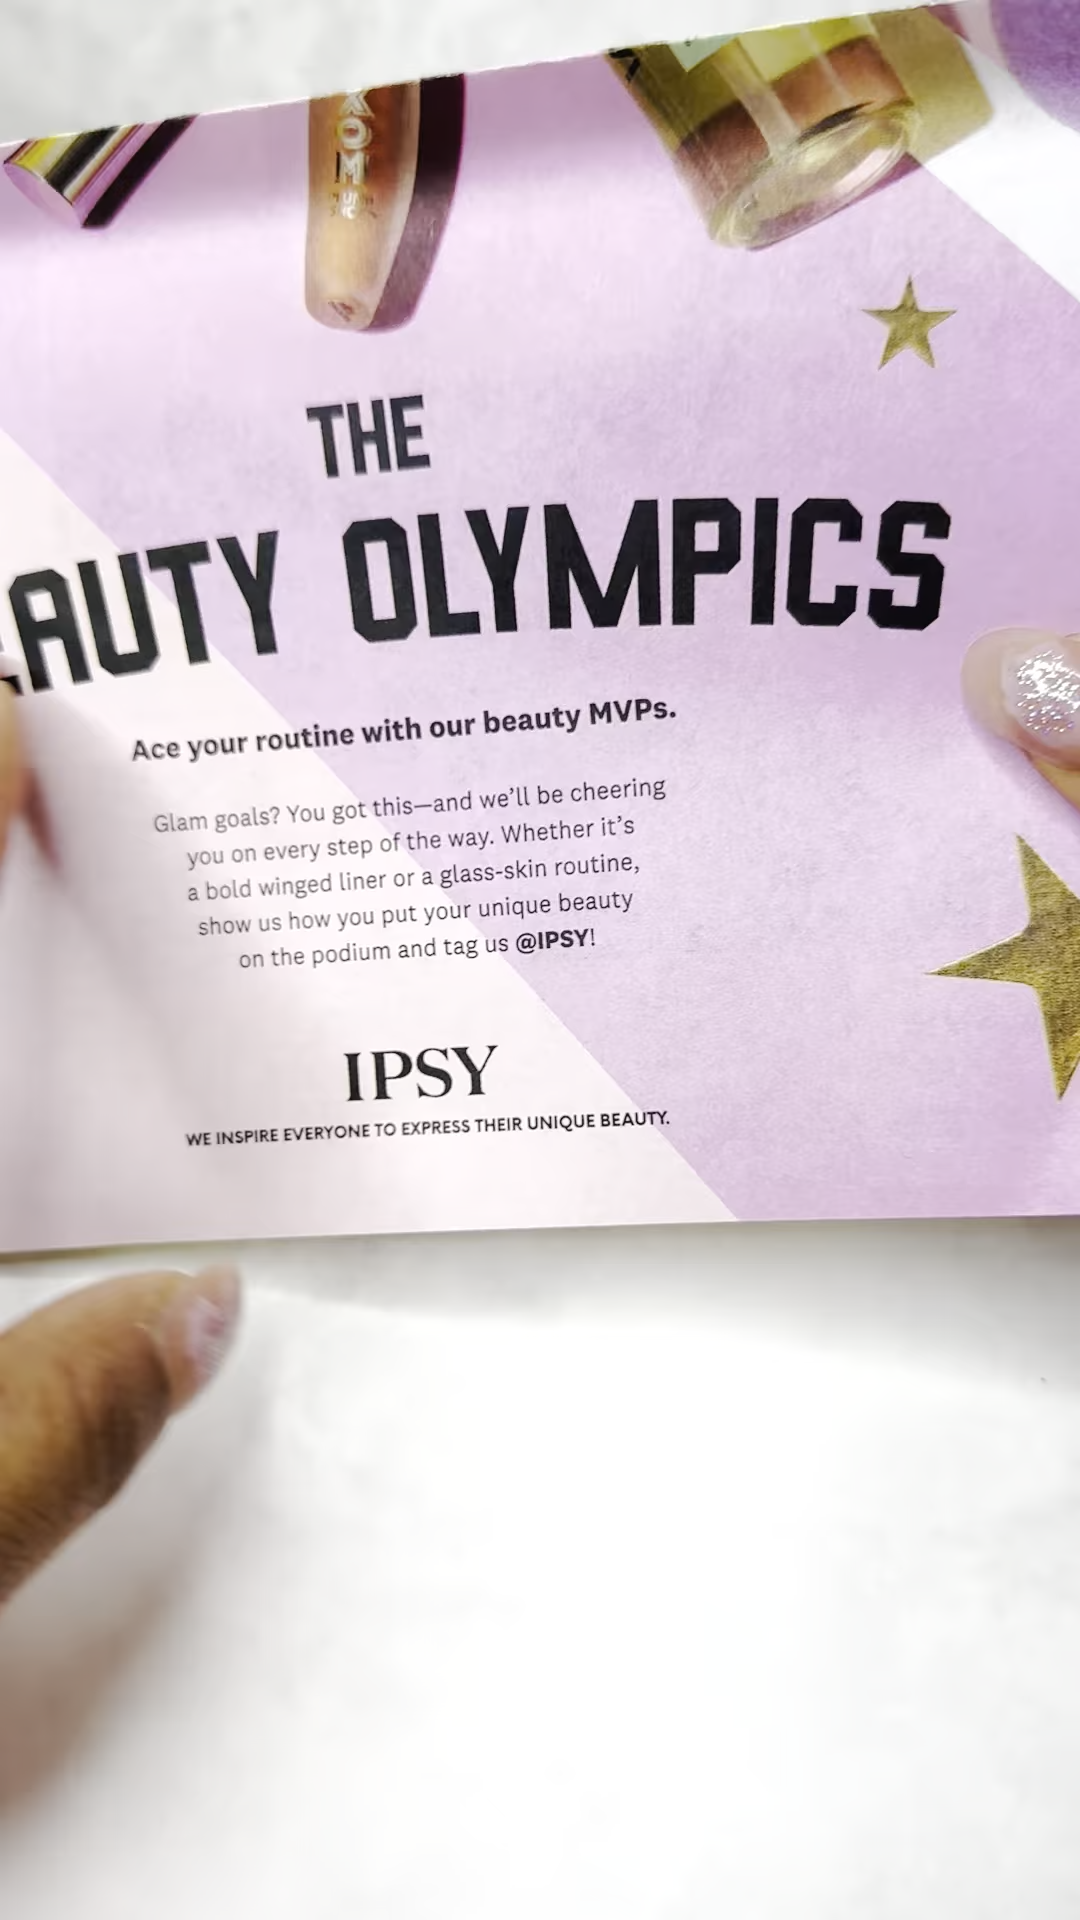 THE
EAUTY OLYMPICS
Ace your routine with our beauty MVPs.
Glam goals? You got this—and we'll be cheering
you on every step of the way. Whether it's
a bold winged liner or a glass-skin routine,
show us how you put your unique beauty
on the podium and tag us @IPSY!
IPSY
WE INSPIRE EVERYONE TO EXPRESS THEIR UNIQUE BEAUTY.